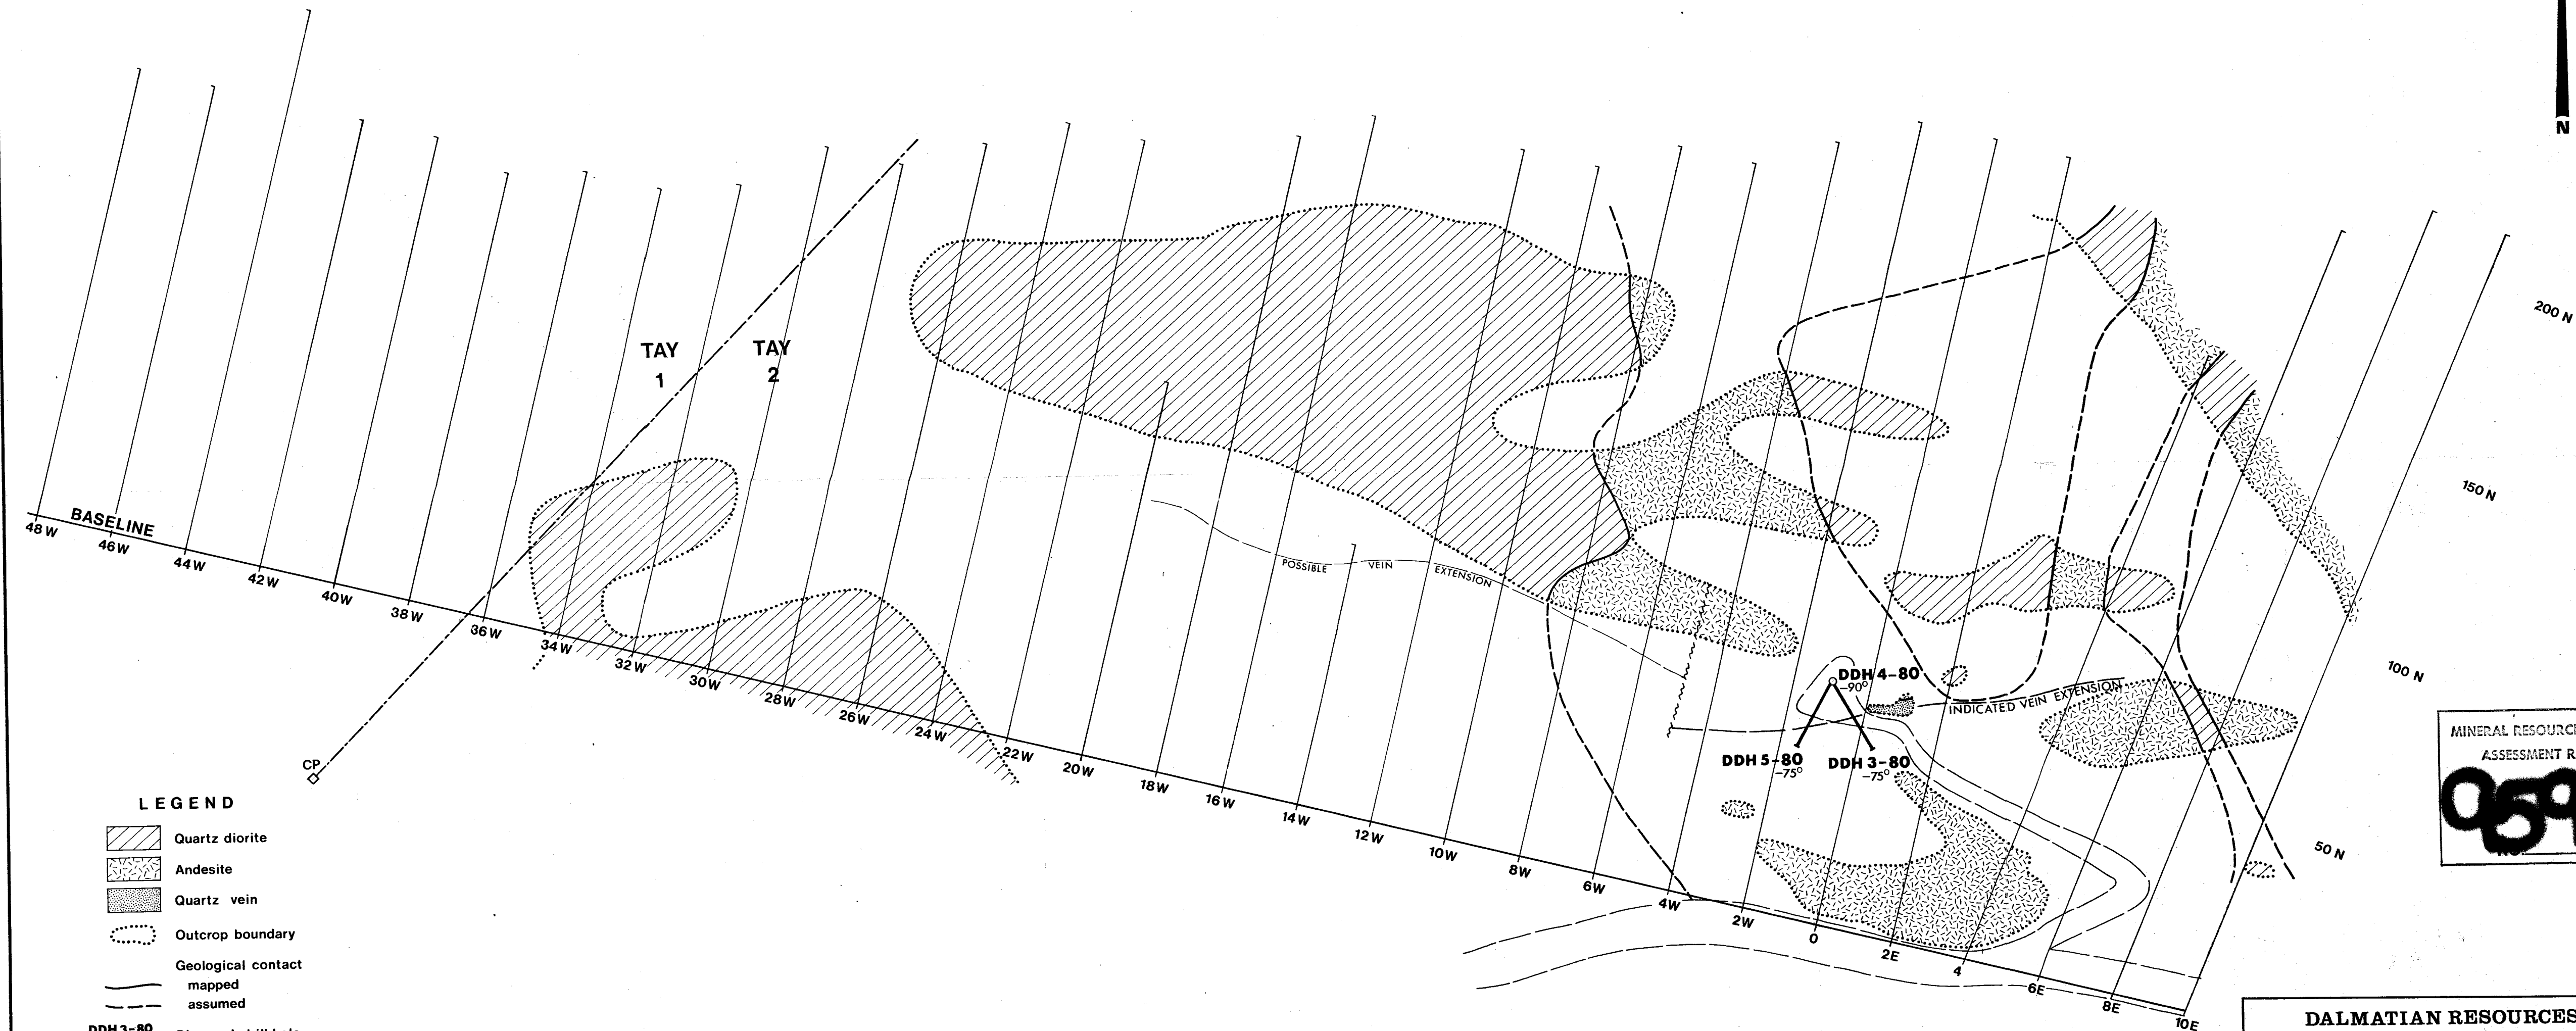 N
200 N
TAY
1
TAY
2
150 N
BASELINE
48W
46W
44W
42W
40W
38W
36W
34W
32W
30W
28W
26W
24W
22W
20W
18W
16W
14W
12W
10W
8W
6W
4W
2W
0
2E
4
6E
8E
10E
POSSIBLE VEIN EXTENSION
100 N
DDH 4-80
-90°
INDICATED VEIN EXTENSION
DDH 5-80
-75°
DDH 3-80
-75°
MINERAL RESOURC
ASSESSMENT R
059
50 N
CP
LEGEND
Quartz diorite
Andesite
Quartz vein
Outcrop boundary
Geological contact
mapped
assumed
DDH 3-80
DALMATIAN RESOURCES